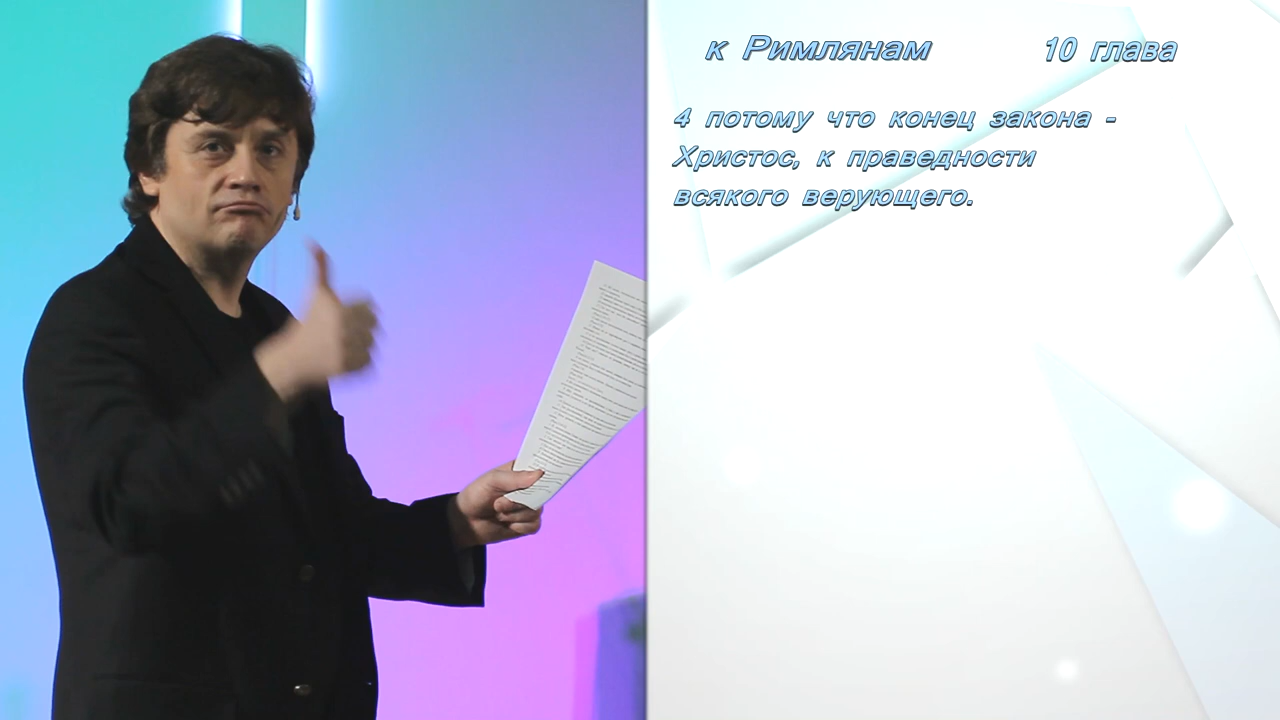 к Римлянам 10 глава
4 потому что конец закона -
Христос, к праведности
всякого верующего.